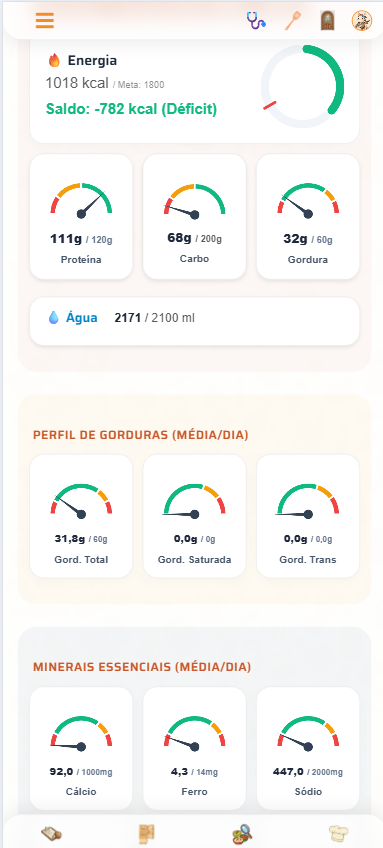 Energia
1018 kcal / Meta: 1800
Saldo: -782 kcal (Déficit)
111g / 120g
Proteína
68g / 200g
Carbo
32g / 60g
Gordura
Água 2171 / 2100 ml
PERFIL DE GORDURAS (MÉDIA/DIA)
31,8g / 60g
Gord. Total
0,0g / 0g
Gord. Saturada
0,0g / 0,0g
Gord. Trans
MINERAIS ESSENCIAIS (MÉDIA/DIA)
92,0 / 1000mg
Cálcio
4,3 / 14mg
Ferro
447,0 / 2000mg
Sódio